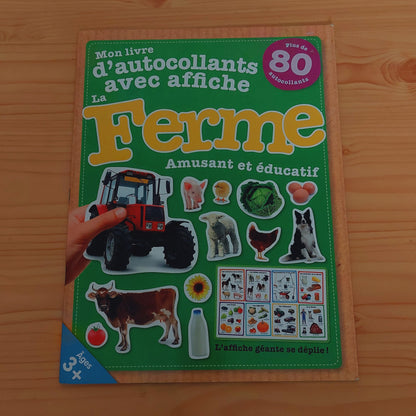 Mon livre
d'autocollants
avec affiche
Plus de
80
autocollants
La
Ferme
Amusant et éducatif
L'affiche géante se déplie !
Âges
3+